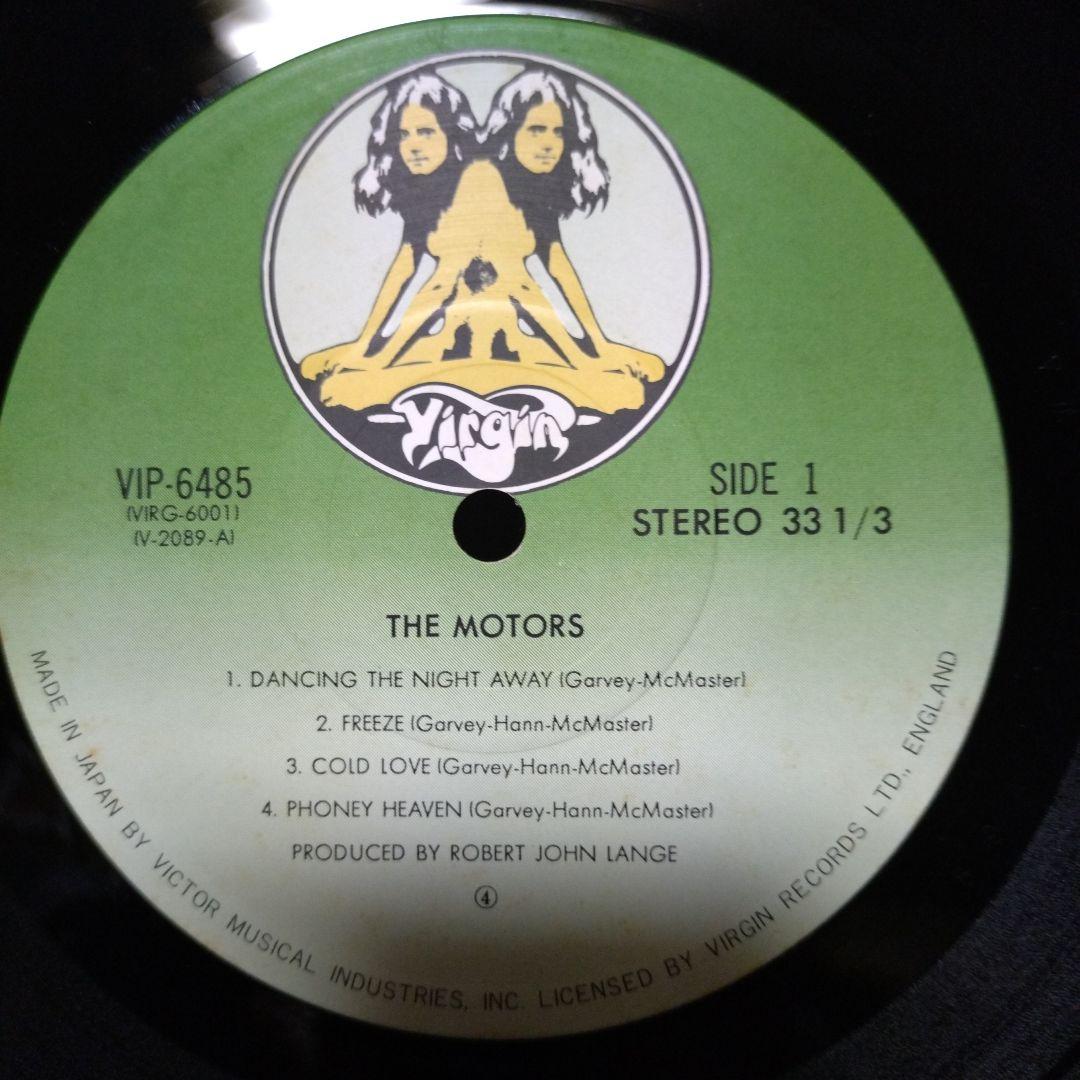 Virgin
VIP-6485
(VIRG-6001)
(V-2089-A)
SIDE 1
STEREO 33 1/3
THE MOTORS
1. DANCING THE NIGHT AWAY (Garvey-McMaster)
2. FREEZE (Garvey-Hann-McMaster)
3. COLD LOVE (Garvey-Hann-McMaster)
4. PHONEY HEAVEN (Garvey-Hann-McMaster)
PRODUCED BY ROBERT JOHN LANGE
④
MADE IN JAPAN BY VICTOR MUSICAL INDUSTRIES, INC. LICENSED BY VIRGIN RECORDS LTD., ENGLAND